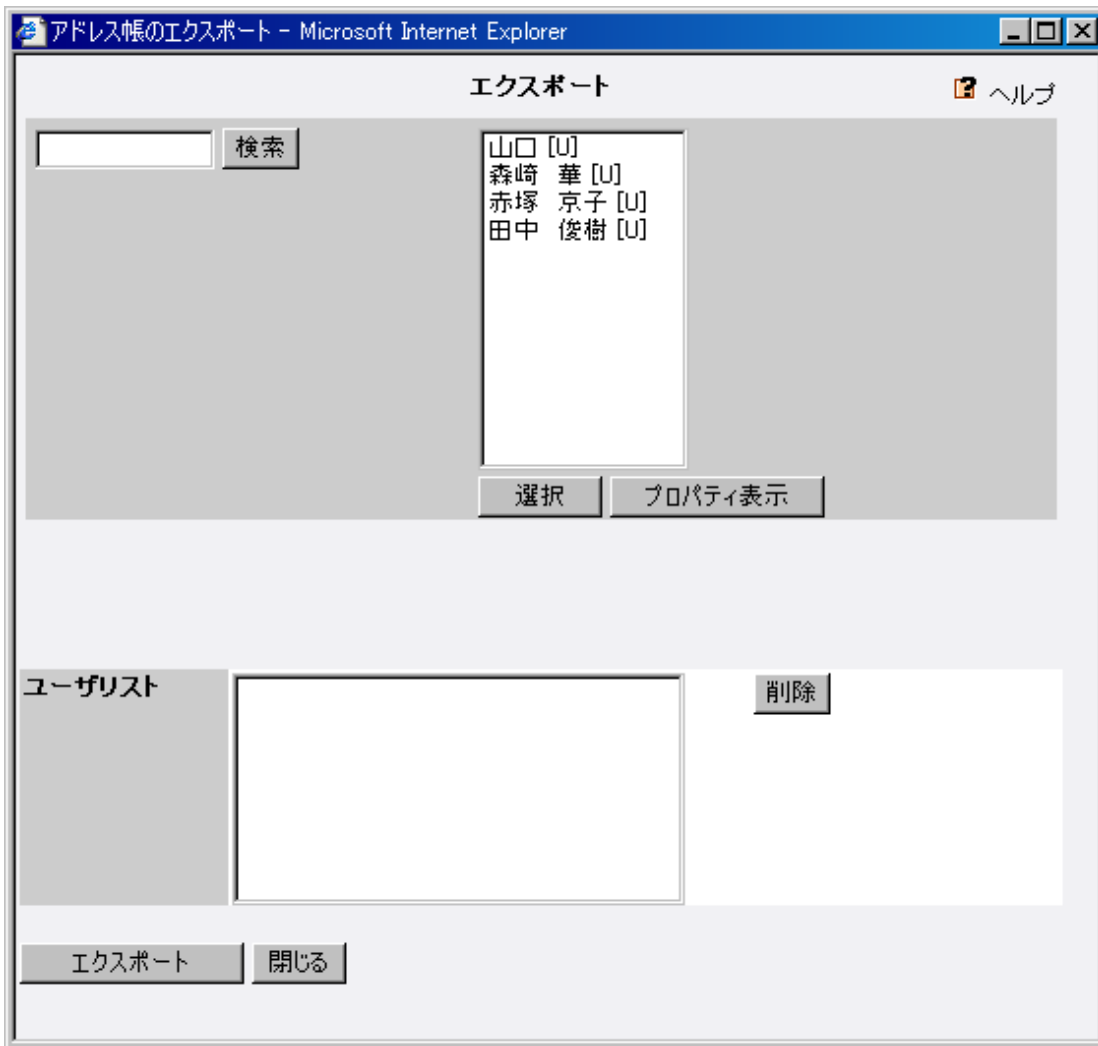 アドレス帳のエクスポート - Microsoft Internet Explorer
エクスポート
ヘルプ
検索
山口 [U]
森崎　華 [U]
赤塚　京子 [U]
田中　俊樹 [U]
選択
プロパティ表示
ユーザリスト
削除
エクスポート
閉じる